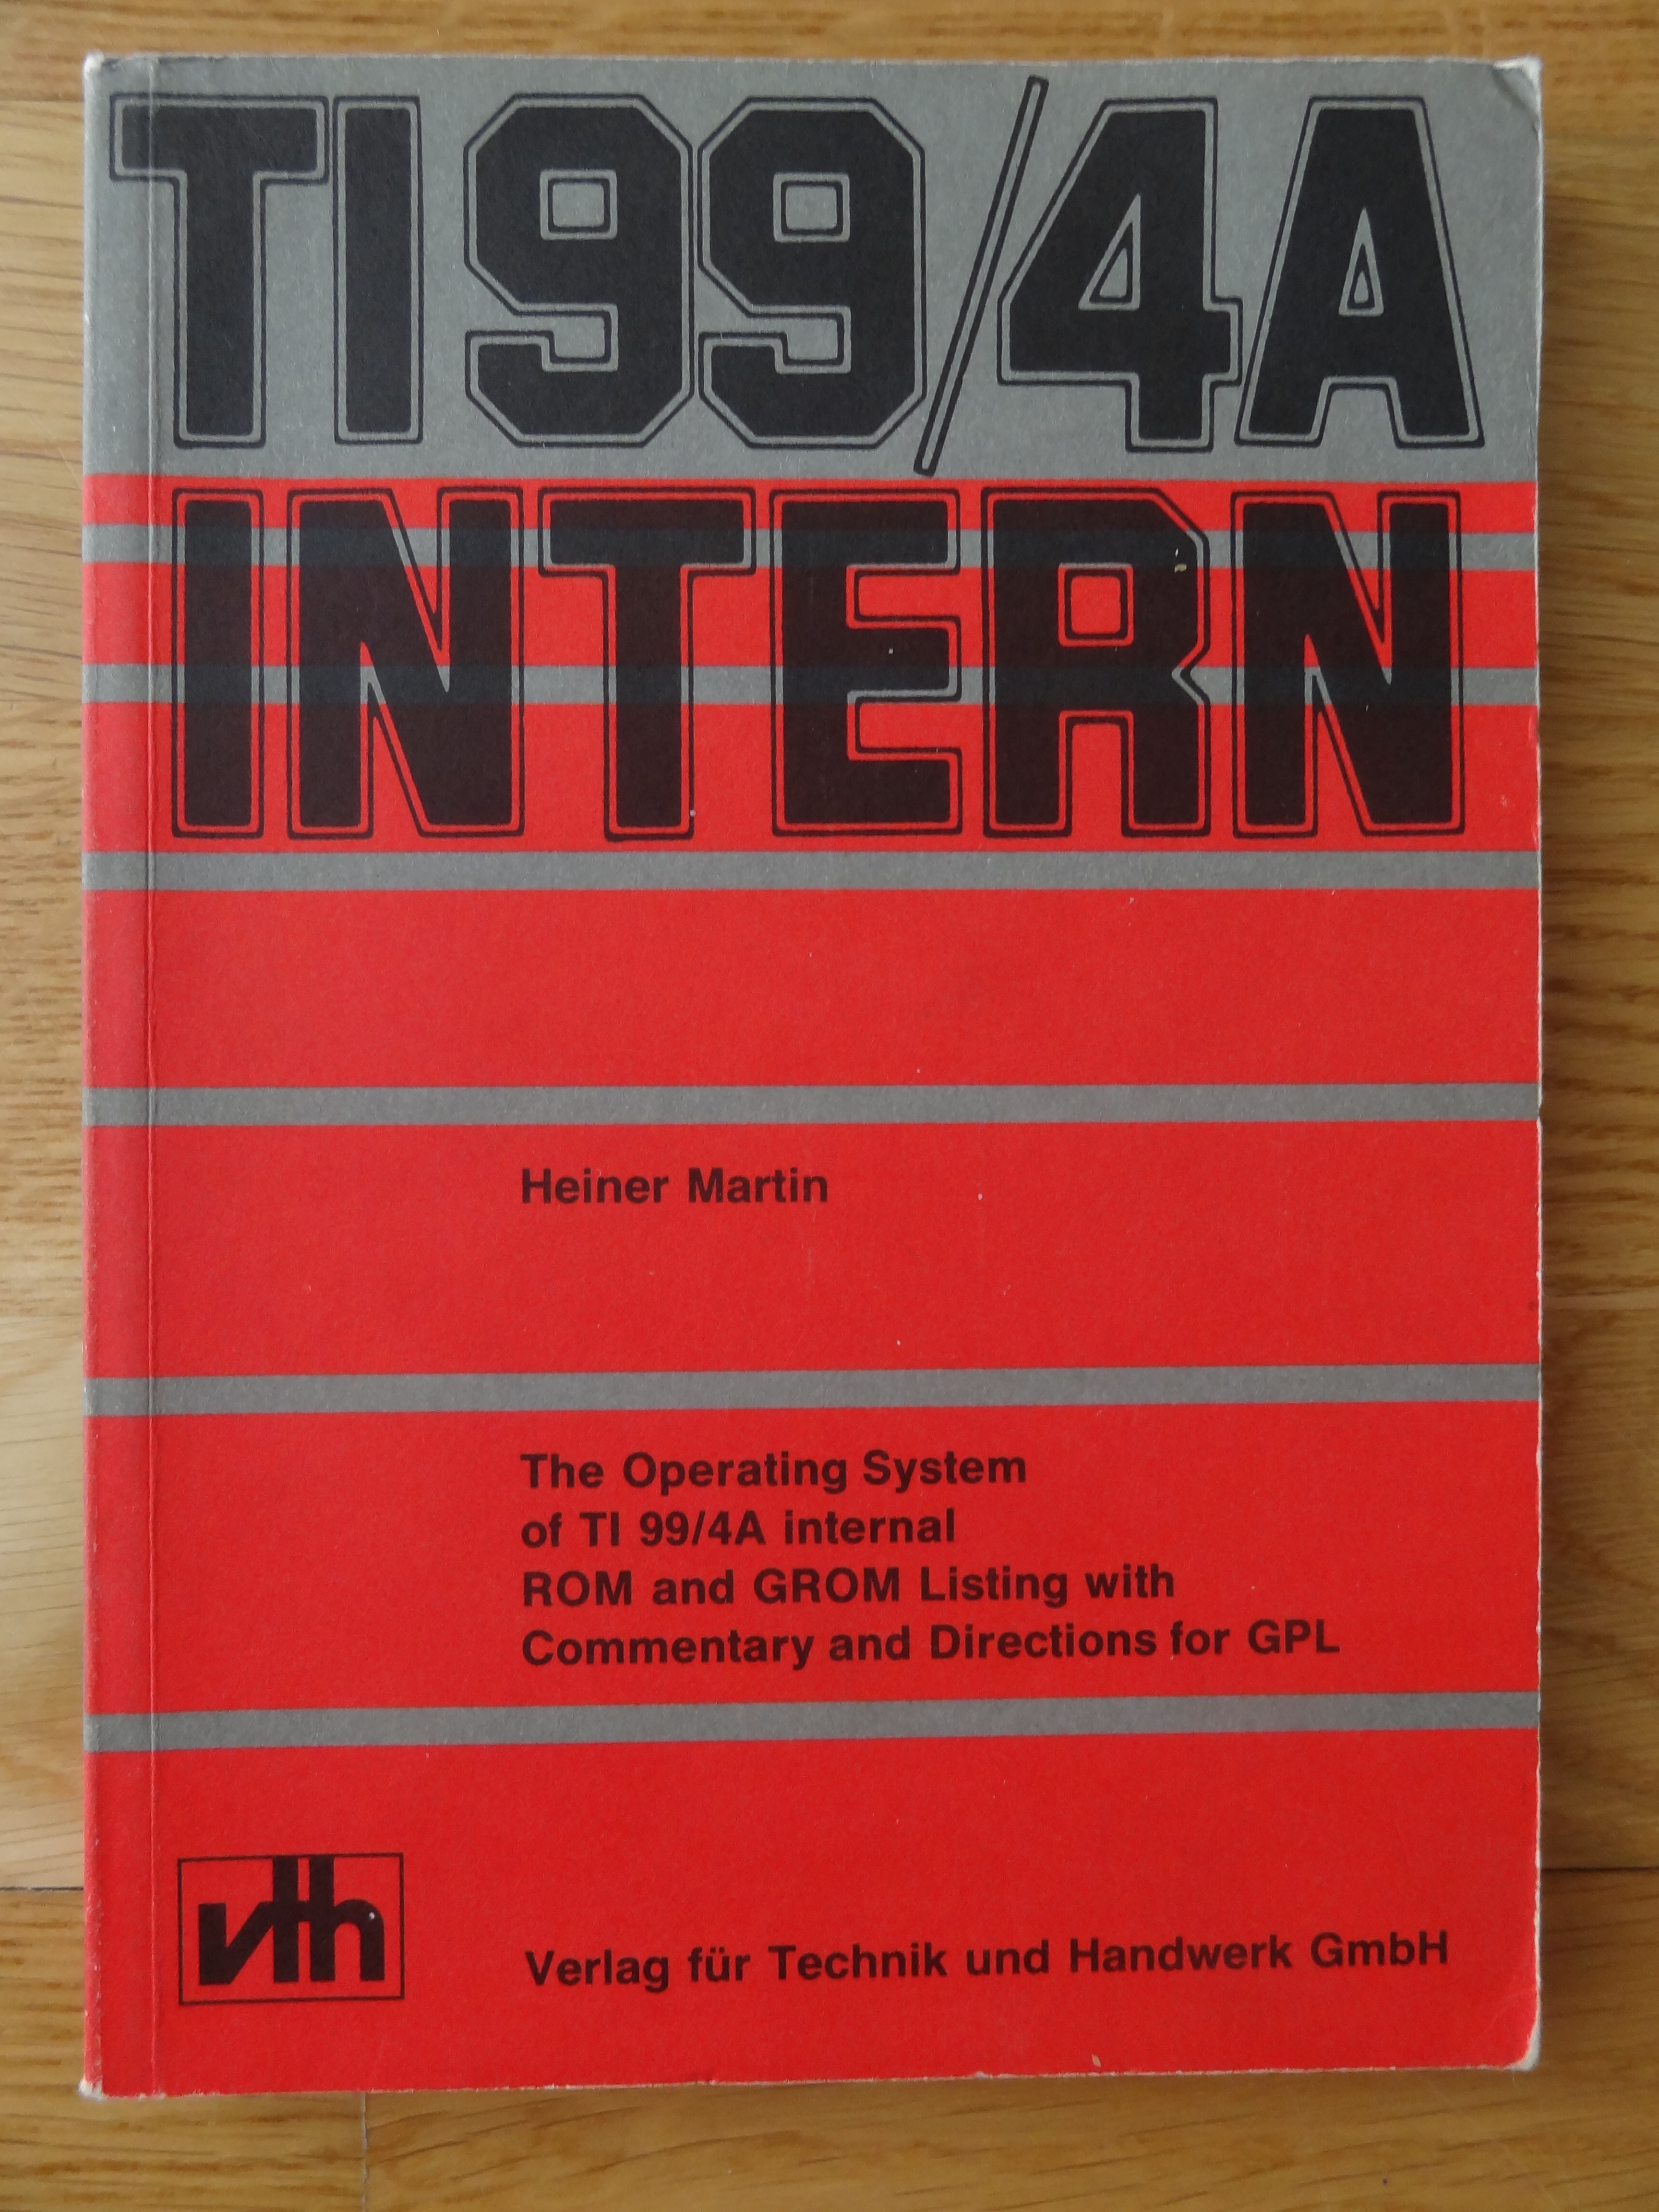 TI 99/4A
INTERN
Heiner Martin
The Operating System
of TI 99/4A internal
ROM and GROM Listing with
Commentary and Directions for GPL
vth
Verlag für Technik und Handwerk GmbH